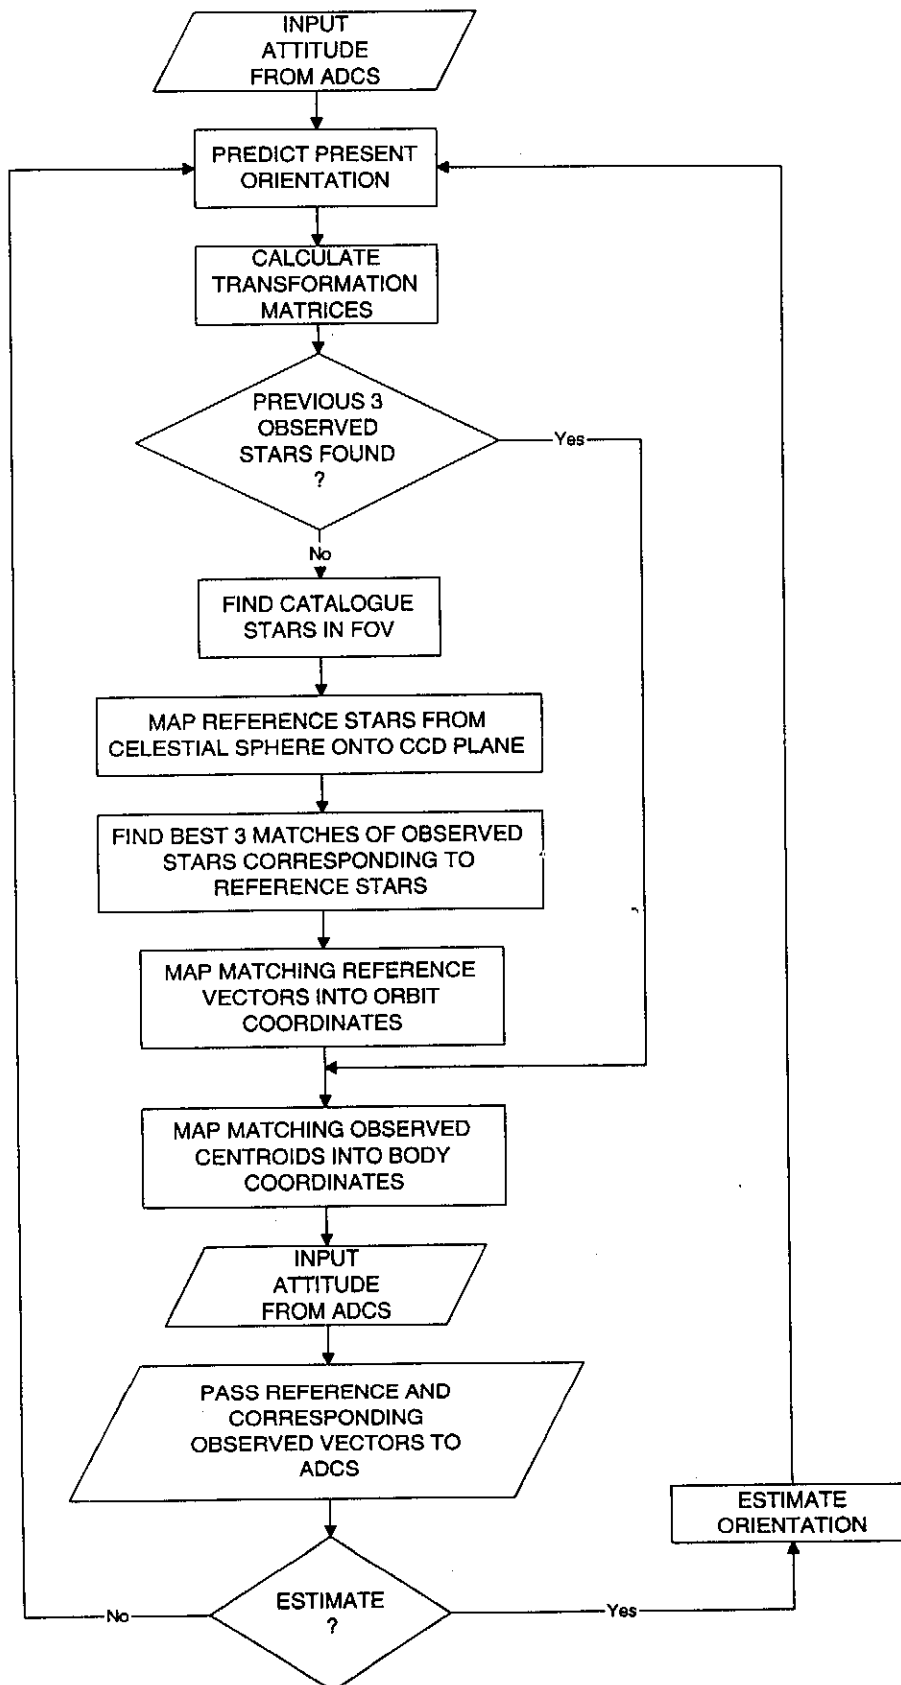 INPUT
ATTITUDE
FROM ADCS
PREDICT PRESENT
ORIENTATION
CALCULATE
TRANSFORMATION
MATRICES
PREVIOUS 3
OBSERVED
STARS FOUND
?
Yes
No
FIND CATALOGUE
STARS IN FOV
MAP REFERENCE STARS FROM
CELESTIAL SPHERE ONTO CCD PLANE
FIND BEST 3 MATCHES OF OBSERVED
STARS CORRESPONDING TO
REFERENCE STARS
MAP MATCHING REFERENCE
VECTORS INTO ORBIT
COORDINATES
MAP MATCHING OBSERVED
CENTROIDS INTO BODY
COORDINATES
INPUT
ATTITUDE
FROM ADCS
PASS REFERENCE AND
CORRESPONDING
OBSERVED VECTORS TO
ADCS
ESTIMATE
ORIENTATION
ESTIMATE
?
No
Yes